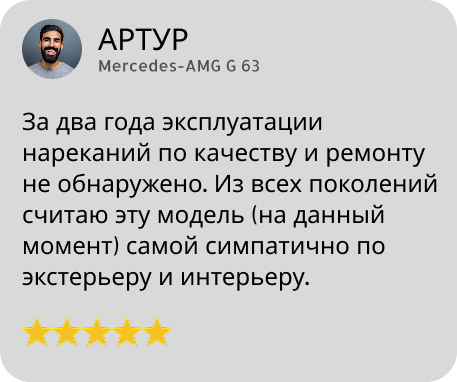 АРТУР
Mercedes-AMG G 63
За два года эксплуатации
нареканий по качеству и ремонту
не обнаружено. Из всех поколений
считаю эту модель (на данный
момент) самой симпатично по
экстерьеру и интерьеру.